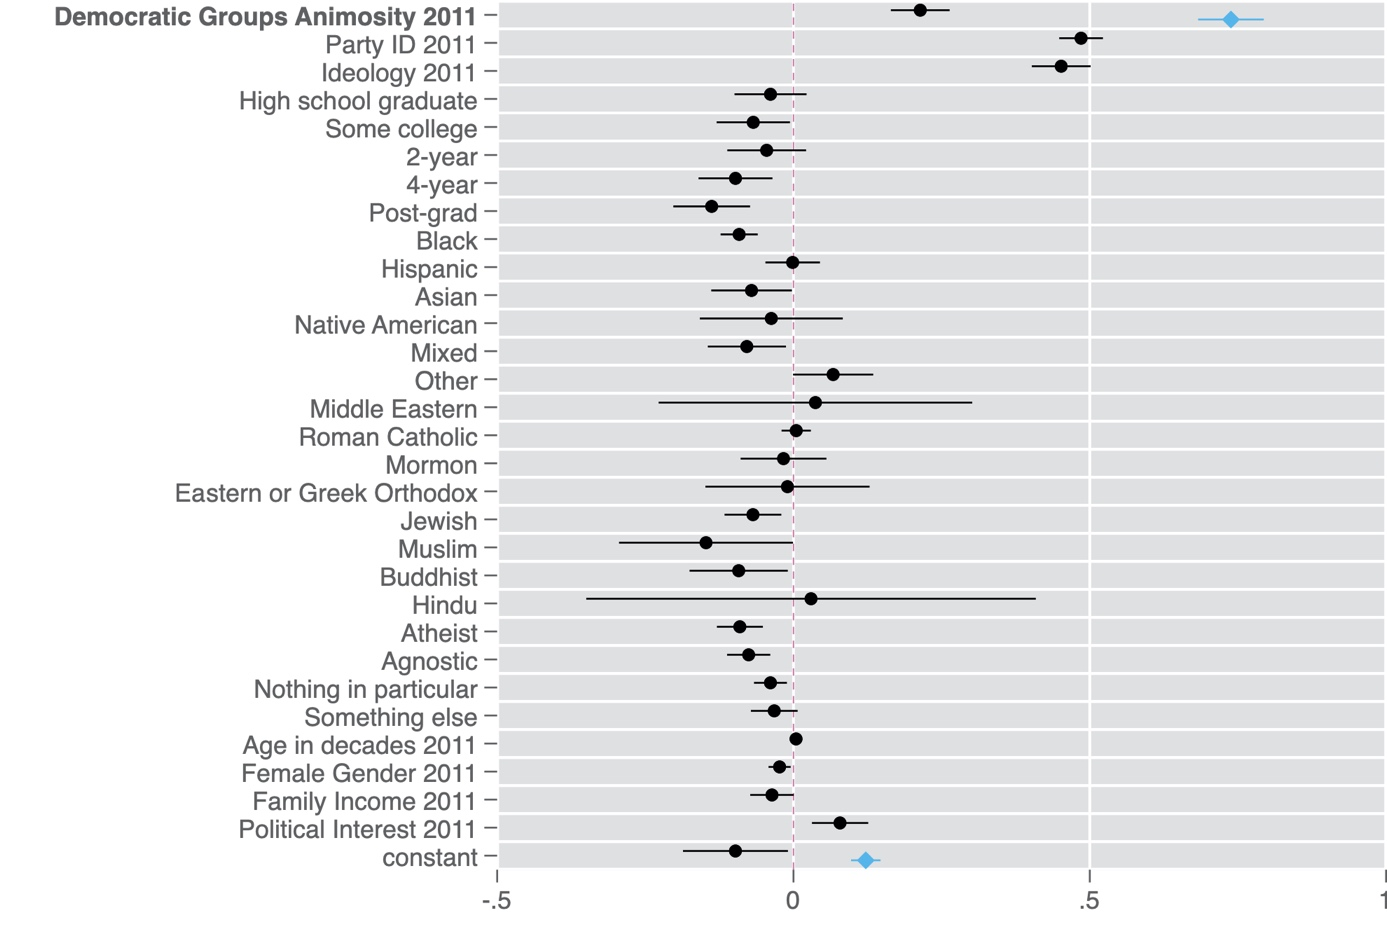 Democratic Groups Animosity 2011
Party ID 2011
Ideology 2011
High school graduate
Some college
2-year
4-year
Post-grad
Black
Hispanic
Asian
Native American
Mixed
Other
Middle Eastern
Roman Catholic
Mormon
Eastern or Greek Orthodox
Jewish
Muslim
Buddhist
Hindu
Atheist
Agnostic
Nothing in particular
Something else
Age in decades 2011
Female Gender 2011
Family Income 2011
Political Interest 2011
constant
-.5 0 .5 1